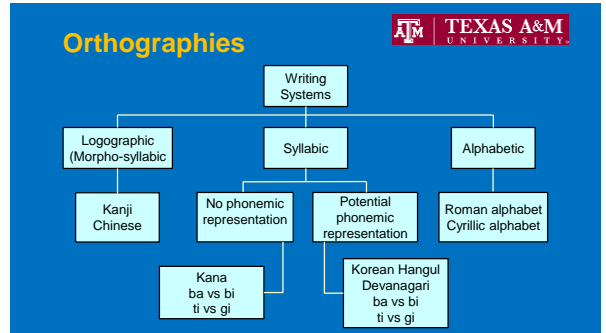 Orthographies
TEXAS A&M
UNIVERSITY
Writing
Systems
Logographic
(Morpho-syllabic
Syllabic
Alphabetic
Kanji
Chinese
No phonemic
representation
Potential
phonemic
representation
Roman alphabet
Cyrillic alphabet
Kana
ba vs bi
ti vs gi
Korean Hangul
Devanagari
ba vs bi
ti vs gi